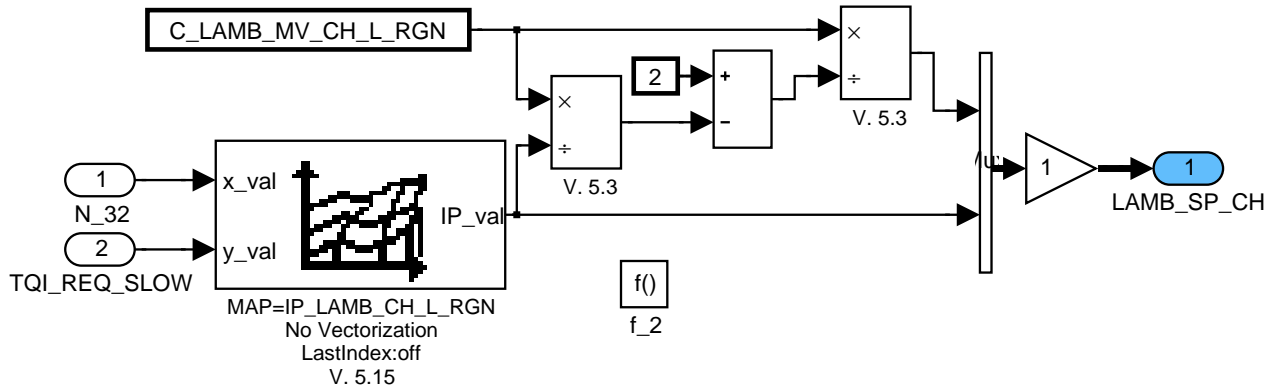 C_LAMB_MV_CH_L_RGN
×
÷
V. 5.3
2
+
−
×
÷
V. 5.3
1
N_32
2
TQI_REQ_SLOW
x_val
y_val
IP_val
MAP=IP_LAMB_CH_L_RGN
No Vectorization
LastIndex:off
V. 5.15
f()
f_2
1
1
LAMB_SP_CH